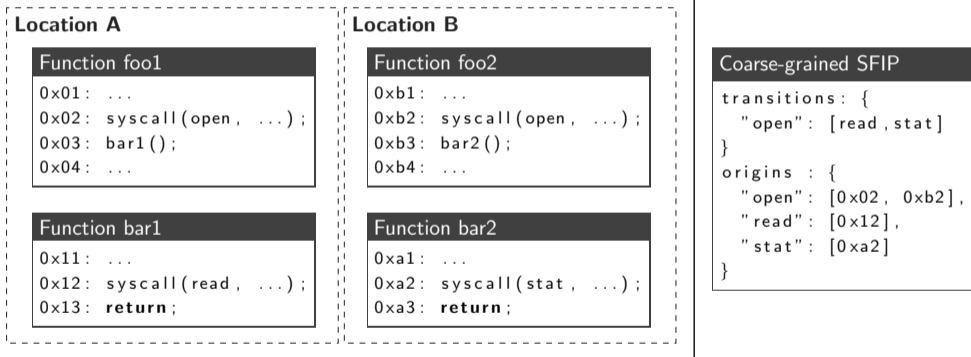 Location A
Function foo1
0x01: ...
0x02: syscall(open, ...);
0x03: bar1();
0x04: ...
Function bar1
0x11: ...
0x12: syscall(read, ...);
0x13: return;
Location B
Function foo2
0xb1: ...
0xb2: syscall(open, ...);
0xb3: bar2();
0xb4: ...
Function bar2
0xa1: ...
0xa2: syscall(stat, ...);
0xa3: return;
Coarse-grained SFIP
transitions: {
"open": [read,stat]
}
origins : {
"open": [0x02, 0xb2],
"read": [0x12],
"stat": [0xa2]
}